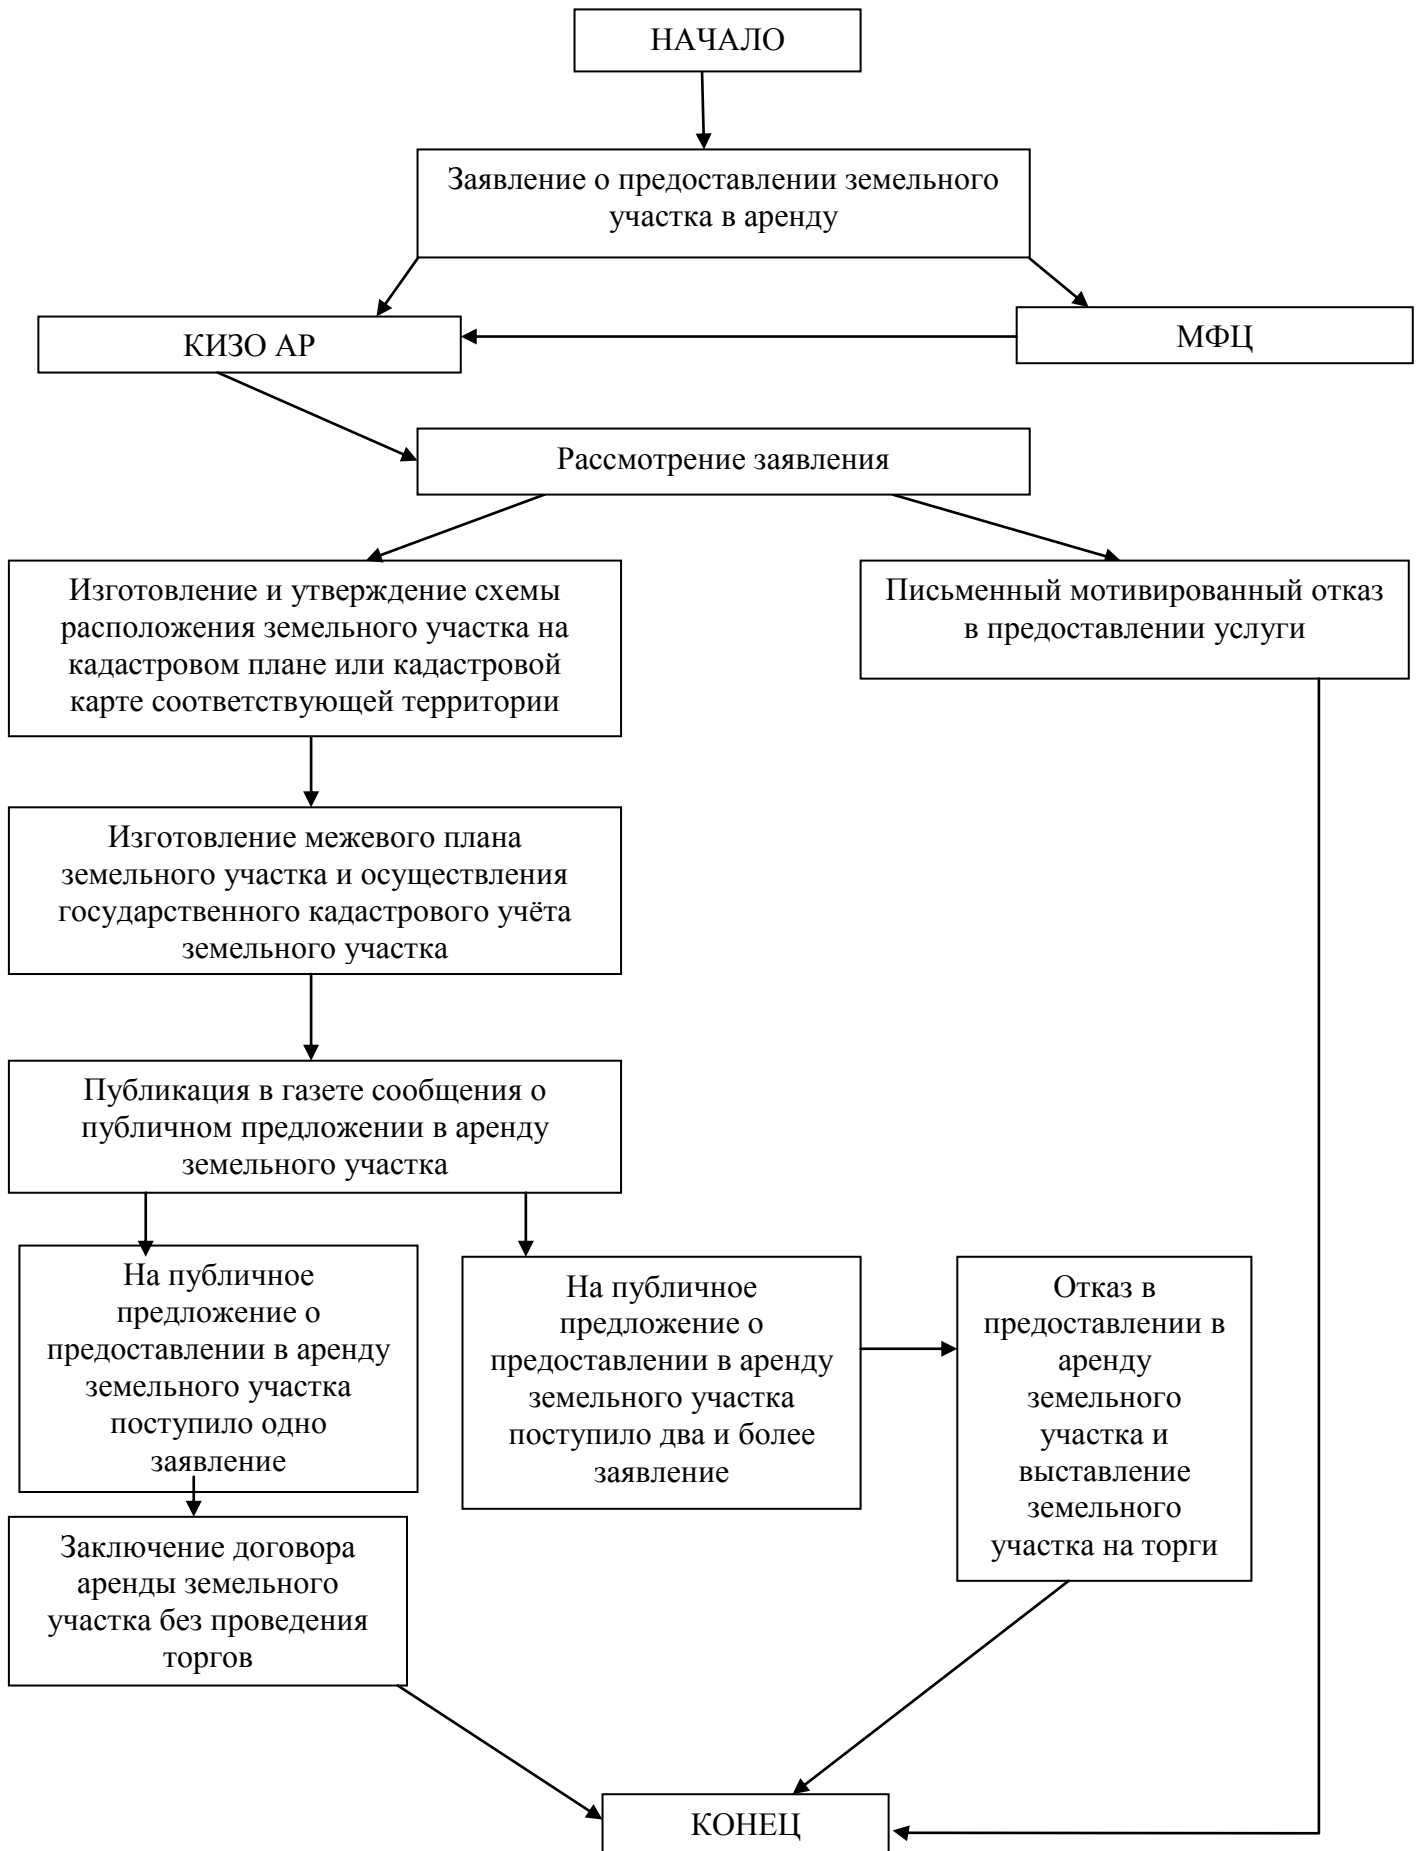 НАЧАЛО
Заявление о предоставлении земельного
участка в аренду
КИЗО АР
МФЦ
Рассмотрение заявления
Изготовление и утверждение схемы
расположения земельного участка на
кадастровом плане или кадастровой
карте соответствующей территории
Письменный мотивированный отказ
в предоставлении услуги
Изготовление межевого плана
земельного участка и осуществления
государственного кадастрового учёта
земельного участка
Публикация в газете сообщения о
публичном предложении в аренду
земельного участка
На публичное
предложение о
предоставлении в аренду
земельного участка
поступило одно
заявление
На публичное
предложение о
предоставлении в аренду
земельного участка
поступило два и более
заявление
Отказ в
предоставлении в
аренду
земельного
участка и
выставление
земельного
участка на торги
Заключение договора
аренды земельного
участка без проведения
торгов
КОНЕЦ